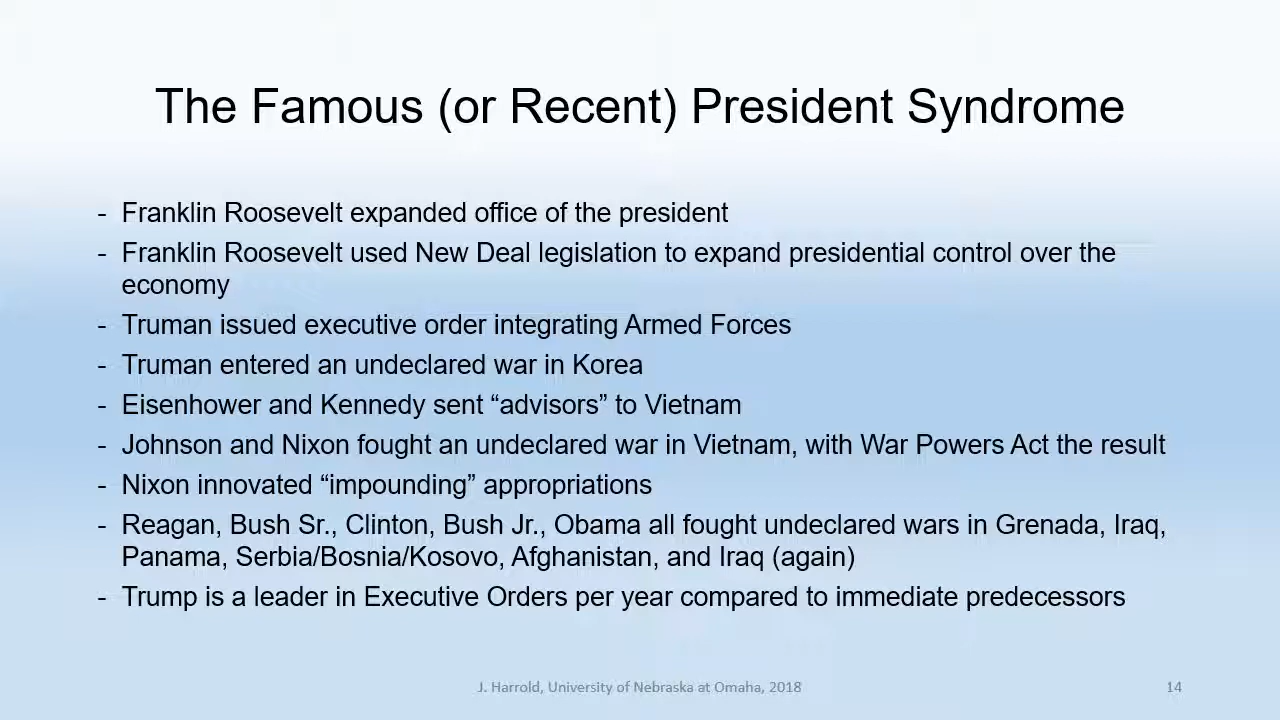 The Famous (or Recent) President Syndrome
- Franklin Roosevelt expanded office of the president
- Franklin Roosevelt used New Deal legislation to expand presidential control over the
economy
- Truman issued executive order integrating Armed Forces
- Truman entered an undeclared war in Korea
- Eisenhower and Kennedy sent “advisors” to Vietnam
- Johnson and Nixon fought an undeclared war in Vietnam, with War Powers Act the result
- Nixon innovated “impounding” appropriations
- Reagan, Bush Sr., Clinton, Bush Jr., Obama all fought undeclared wars in Grenada, Iraq,
Panama, Serbia/Bosnia/Kosovo, Afghanistan, and Iraq (again)
- Trump is a leader in Executive Orders per year compared to immediate predecessors
J. Harrold, University of Nebraska at Omaha, 2018
14